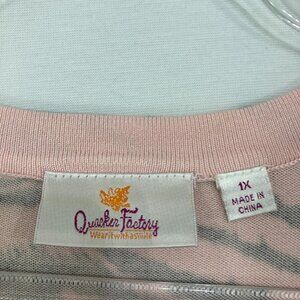 Quacker Factory
Wear it with a smile
1X
MADE IN
CHINA